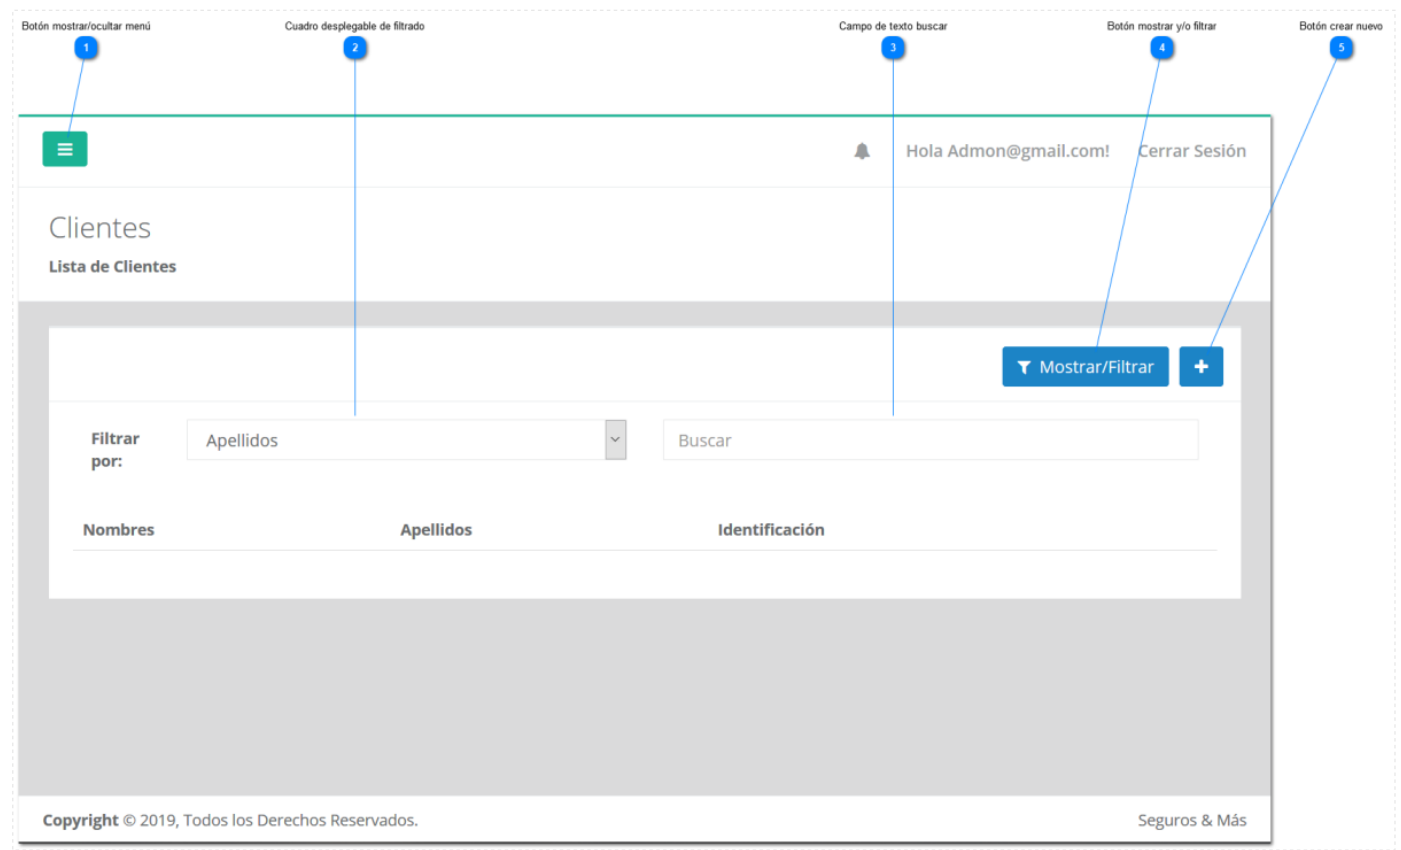 Botón mostrar/ocultar menú
Cuadro desplegable de filtrado
Campo de texto buscar
Botón mostrar y/o filtrar
Botón crear nuevo
1
2
3
4
5
Hola Admon@gmail.com!
Cerrar Sesión
Clientes
Lista de Clientes
Mostrar/Filtrar
Filtrar
por:
Apellidos
Buscar
Nombres
Apellidos
Identificación
Copyright © 2019, Todos los Derechos Reservados.
Seguros & Más